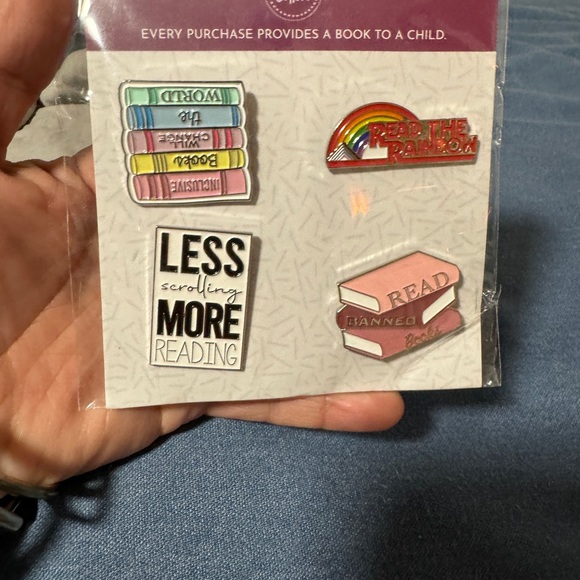 EVERY PURCHASE PROVIDES A BOOK TO A CHILD.
INCLUSIVE
Books
WILL
CHANGE
the
WORLD
READ THE
RAINBOW
LESS
scrolling
MORE
READING
READ
BANNED
Books